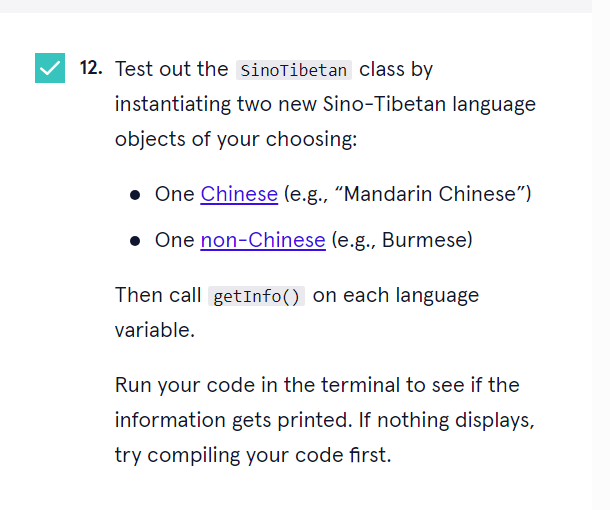 12. Test out the SinoTibetan class by
instantiating two new Sino-Tibetan language
objects of your choosing:
• One Chinese (e.g., “Mandarin Chinese”)
• One non-Chinese (e.g., Burmese)
Then call getInfo() on each language
variable.
Run your code in the terminal to see if the
information gets printed. If nothing displays,
try compiling your code first.